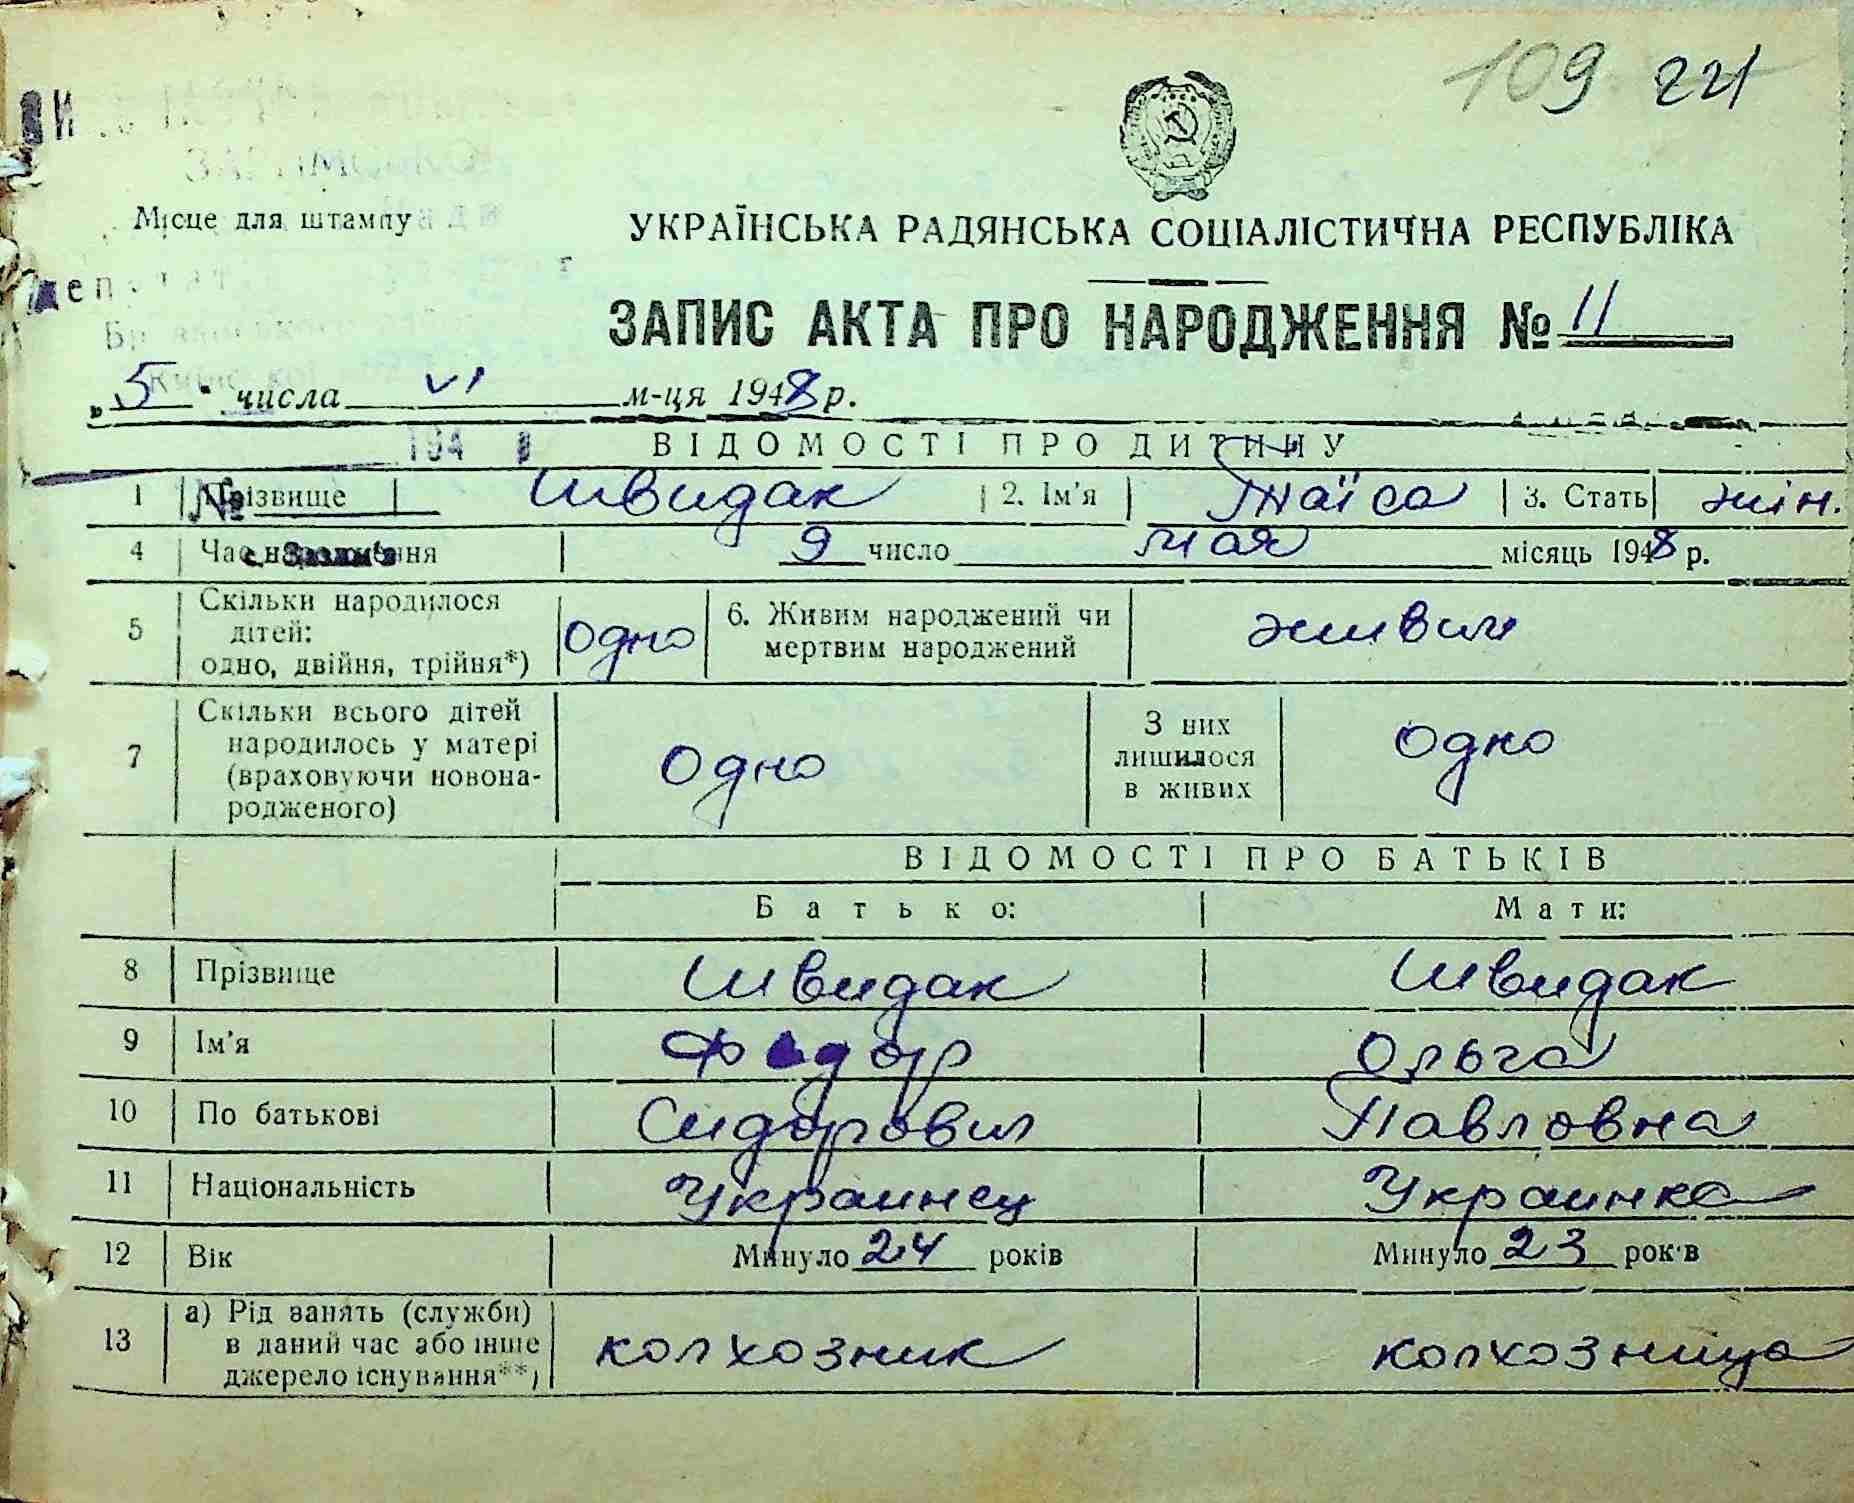 109 221
Місце для штампу
УКРАЇНСЬКА РАДЯНСЬКА СОЦІАЛІСТИЧНА РЕСПУБЛІКА
ЗАПИС АКТА ПРО НАРОДЖЕННЯ № 11
„ 5 " числа VI м-ця 1948 р.
194
ВІДОМОСТІ ПРО ДИТИНУ
1 Прізвище Швидак 2. Ім'я Таїса 3. Стать жін.
№
4 Час народження 9 число мая місяць 1948 р.
5 Скільки народилося дітей: одно, двійня, трійня*) одно 6. Живим народжений чи мертвим народжений живим
7 Скільки всього дітей народилось у матері (враховуючи новонародженого) одно З них лишилося в живих одно
ВІДОМОСТІ ПРО БАТЬКІВ
Батько: Мати:
8 Прізвище Швидак Швидак
9 Ім'я Федор Ольга
10 По батькові Сидорович Павловна
11 Національність Украинец Украинка
12 Вік Минуло 24 років Минуло 23 років
13 а) Рід занять (служби) в даний час або інше джерело існування**) колхозник колхозница